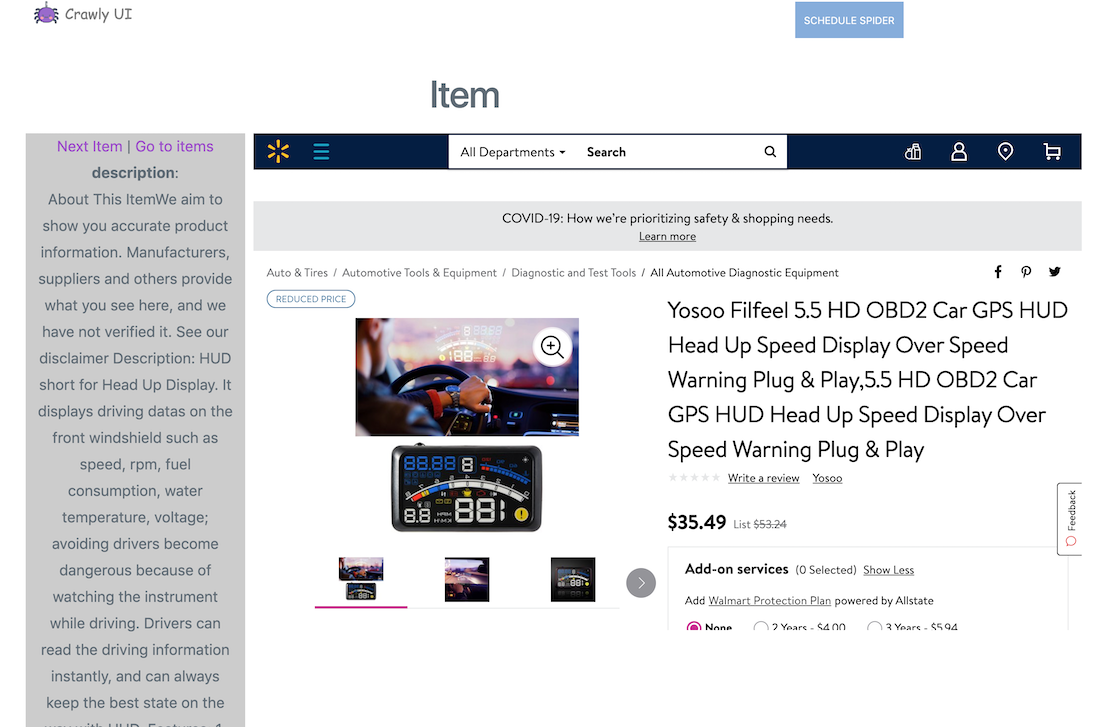 Crawly UI
SCHEDULE SPIDER
Item
Next Item | Go to items
description:
About This ItemWe aim to
show you accurate product
information. Manufacturers,
suppliers and others provide
what you see here, and we
have not verified it. See our
disclaimer Description: HUD
short for Head Up Display. It
displays driving datas on the
front windshield such as
speed, rpm, fuel
consumption, water
temperature, voltage;
avoiding drivers become
dangerous because of
watching the instrument
while driving. Drivers can
read the driving information
instantly, and can always
keep the best state on the
way with HUD. Features: 1.
All Departments
Search
COVID-19: How we're prioritizing safety & shopping needs.
Learn more
Auto & Tires / Automotive Tools & Equipment / Diagnostic and Test Tools / All Automotive Diagnostic Equipment
REDUCED PRICE
Yosoo Filfeel 5.5 HD OBD2 Car GPS HUD
Head Up Speed Display Over Speed
Warning Plug & Play,5.5 HD OBD2 Car
GPS HUD Head Up Speed Display Over
Speed Warning Plug & Play
Write a review
Yosoo
$35.49 List $53.24
Add-on services (0 Selected) Show Less
Add Walmart Protection Plan powered by Allstate
None
2 Years - $4.00
3 Years - $5.94
Feedback